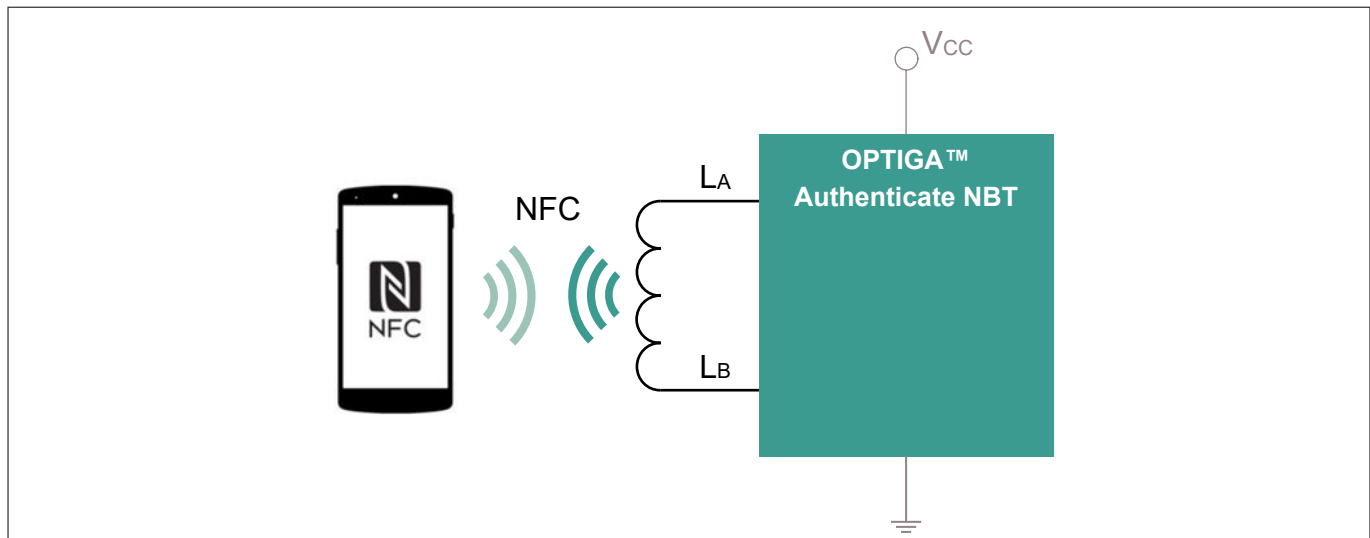 VCC
OPTIGA™
Authenticate NBT
LA
NFC
NFC
LB